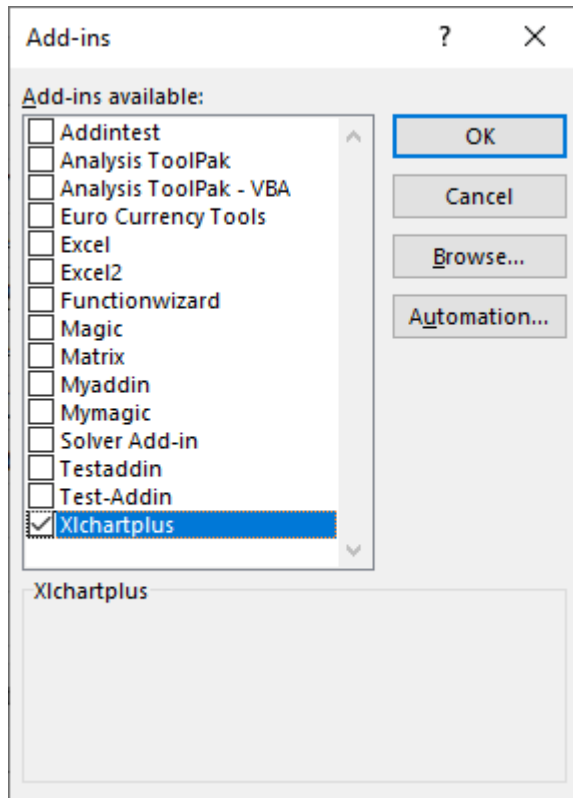 Add-ins ?
Add-ins available:
Addintest
Analysis ToolPak
Analysis ToolPak - VBA
Euro Currency Tools
Excel
Excel2
Functionwizard
Magic
Matrix
Myaddin
Mymagic
Solver Add-in
Testaddin
Test-Addin
Xlchartplus
OK
Cancel
Browse...
Automation...
Xlchartplus